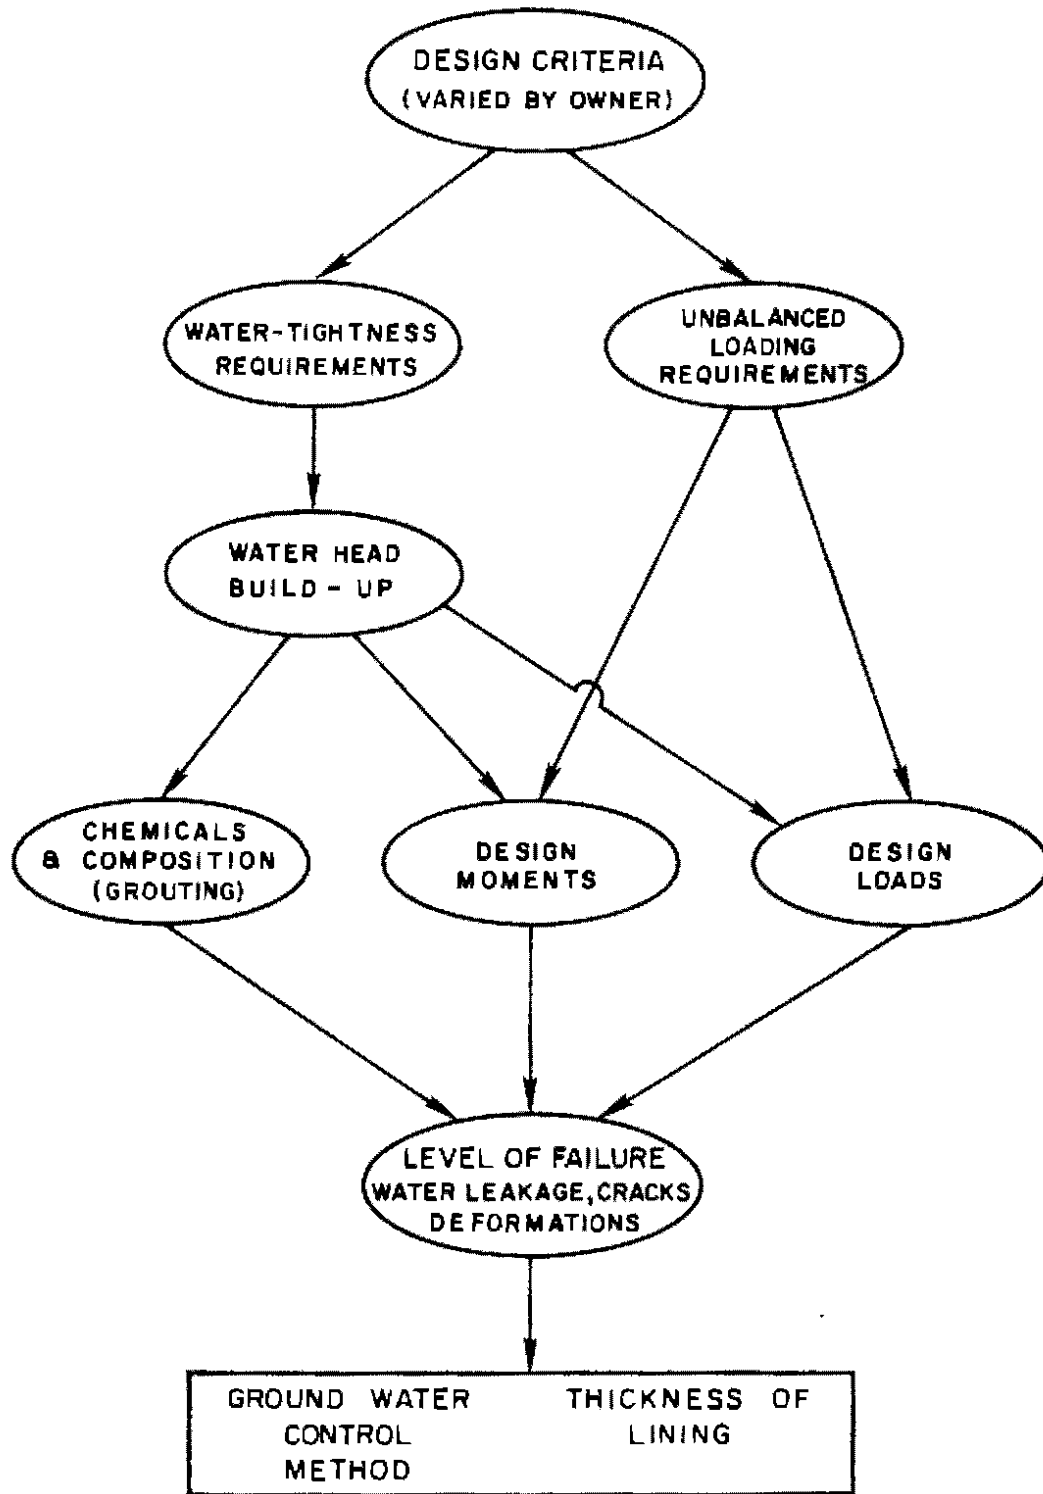 DESIGN CRITERIA
(VARIED BY OWNER)
WATER-TIGHTNESS
REQUIREMENTS
UNBALANCED
LOADING
REQUIREMENTS
WATER HEAD
BUILD - UP
CHEMICALS
& COMPOSITION
(GROUTING)
DESIGN
MOMENTS
DESIGN
LOADS
LEVEL OF FAILURE
WATER LEAKAGE, CRACKS
DEFORMATIONS
GROUND WATER
CONTROL
METHOD
THICKNESS OF
LINING